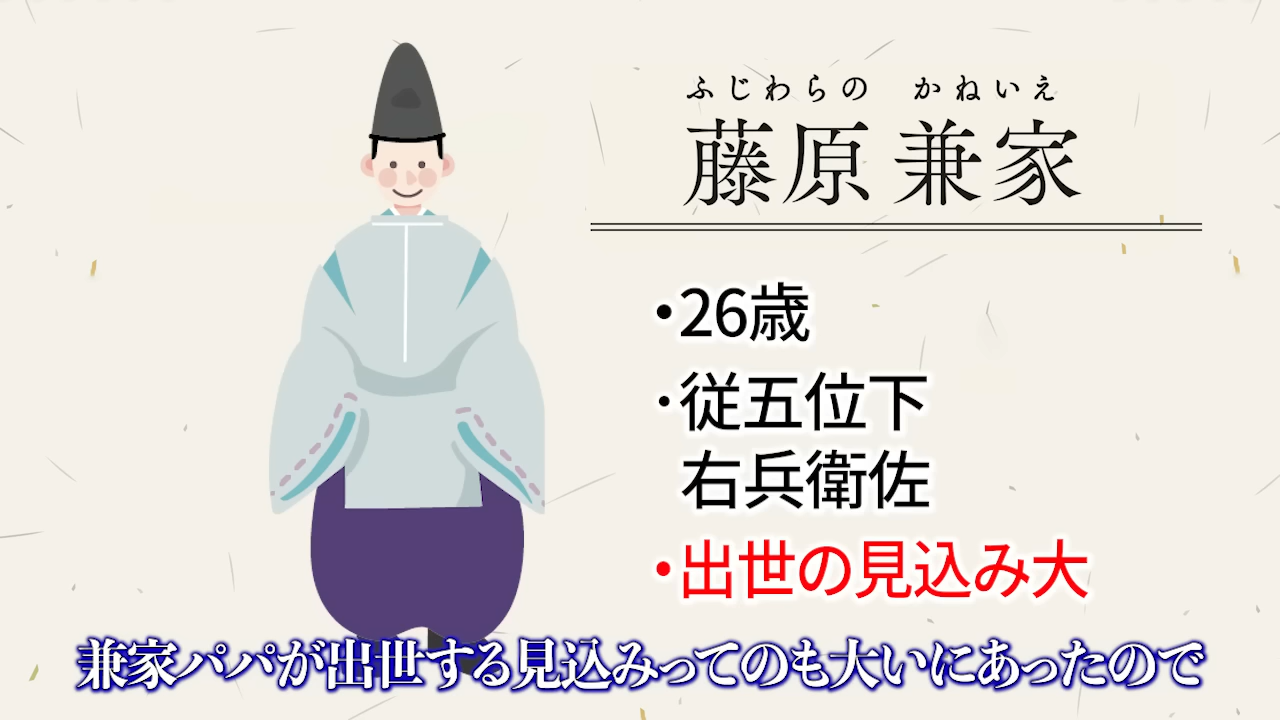 ふじわらの かねいえ
藤原 兼家
・26歳
・従五位下
右兵衛佐
・出世の見込み大
兼家パパが出世する見込みってのも大いにあったので